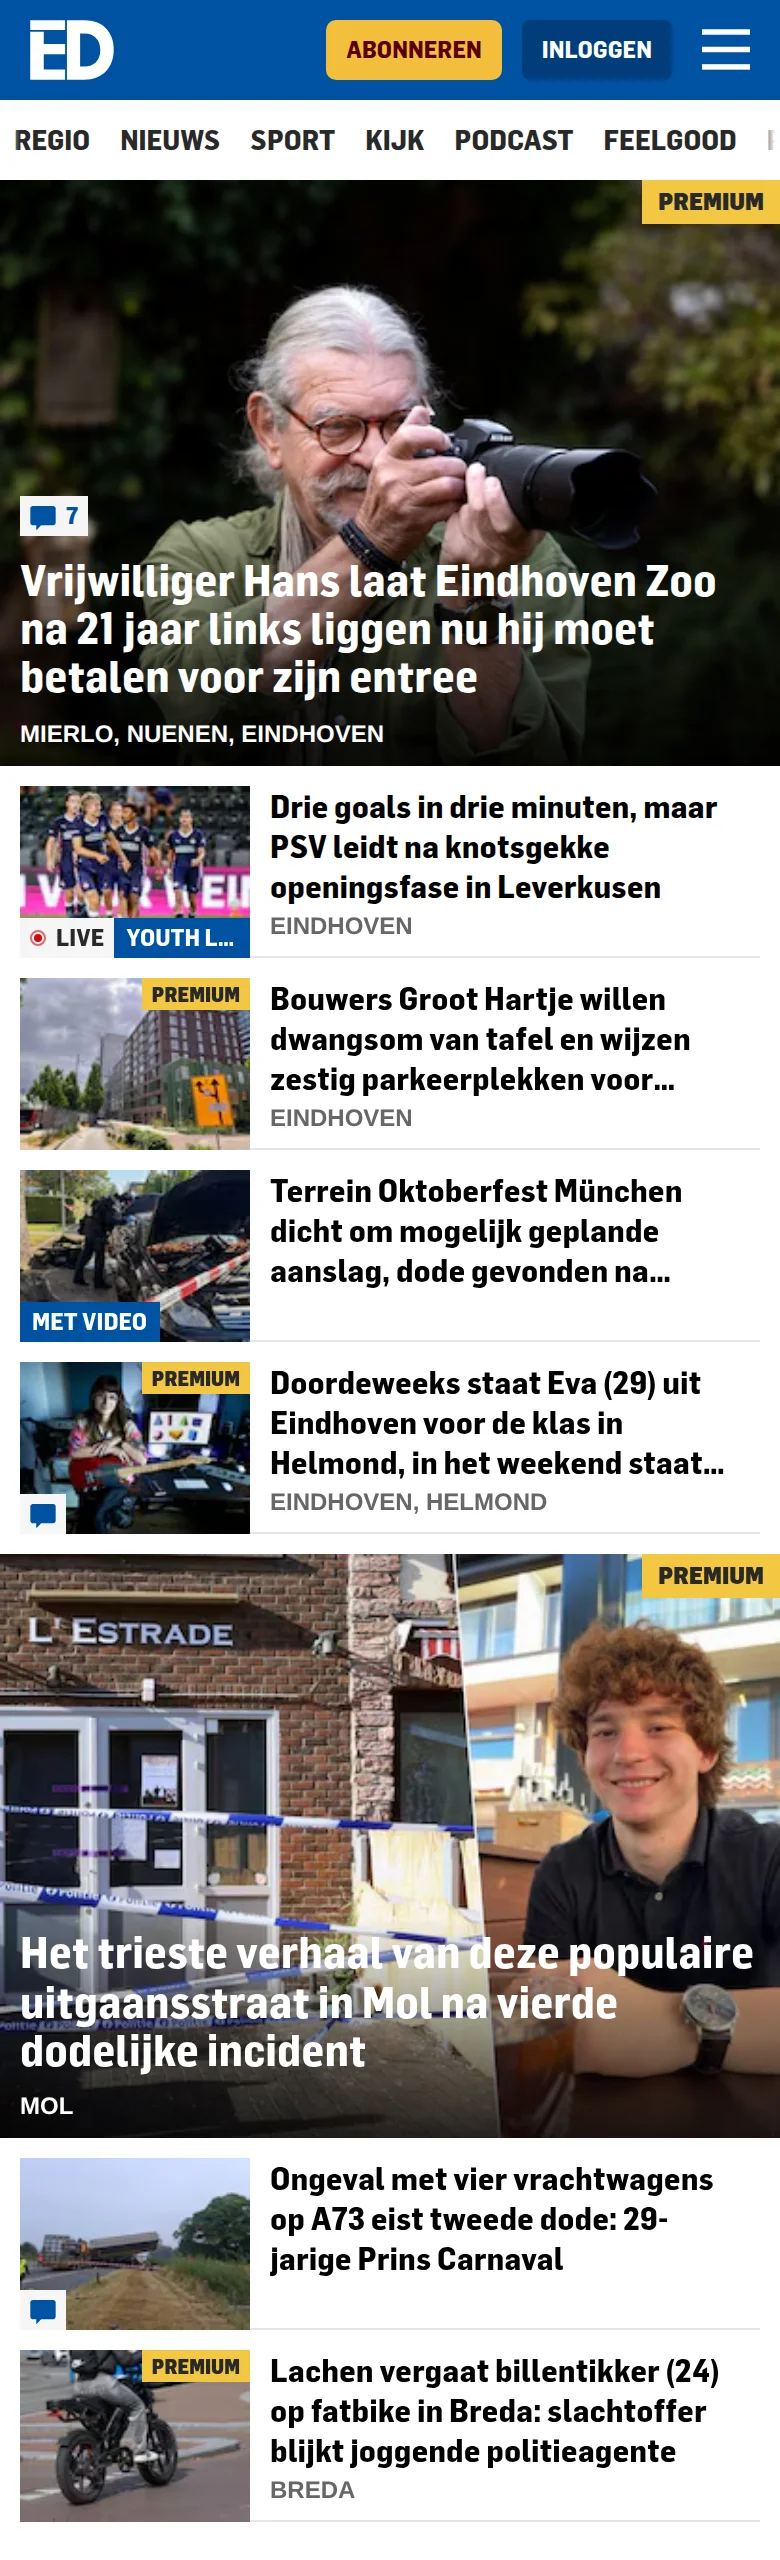 ED
ABONNEREN
INLOGGEN
REGIO NIEUWS SPORT KIJK PODCAST FEELGOOD
PREMIUM
7
Vrijwilliger Hans laat Eindhoven Zoo
na 21 jaar links liggen nu hij moet
betalen voor zijn entree
MIERLO, NUENEN, EINDHOVEN
Drie goals in drie minuten, maar
PSV leidt na knotsgekke
openingsfase in Leverkusen
EINDHOVEN
LIVE
YOUTH L...
PREMIUM
Bouwers Groot Hartje willen
dwangsom van tafel en wijzen
zestig parkeerplekken voor...
EINDHOVEN
Terrein Oktoberfest München
dicht om mogelijk geplande
aanslag, dode gevonden na...
MET VIDEO
PREMIUM
Doordeweeks staat Eva (29) uit
Eindhoven voor de klas in
Helmond, in het weekend staat...
EINDHOVEN, HELMOND
PREMIUM
L' ESTRADE
Politie
Het trieste verhaal van deze populaire
uitgaansstraat in Mol na vierde
dodelijke incident
MOL
Ongeval met vier vrachtwagens
op A73 eist tweede dode: 29-
jarige Prins Carnaval
PREMIUM
Lachen vergaat billentikker (24)
op fatbike in Breda: slachtoffer
blijkt joggende politieagente
BREDA